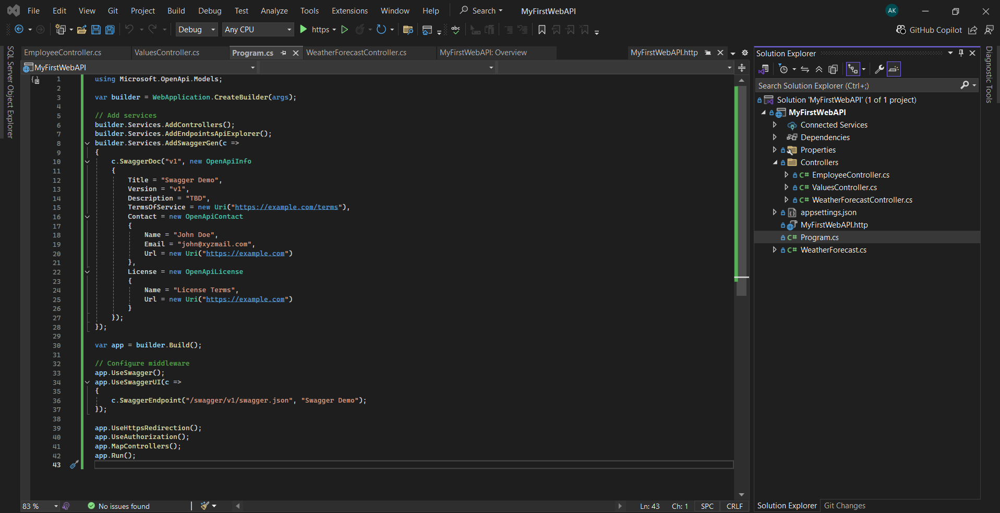 File Edit View Git Project Build Debug Test Analyze Tools Extensions Window Help Search MyFirstWebAPI AK
Debug Any CPU https abc GitHub Copilot
SQL Server Object Explorer
EmployeeController.cs ValuesController.cs Program.cs WeatherForecastController.cs MyFirstWebAPI: Overview MyFirstWebAPI.http
MyFirstWebAPI
1 using Microsoft.OpenApi.Models;
2
3 var builder = WebApplication.CreateBuilder(args);
4
5 // Add services
6 builder.Services.AddControllers();
7 builder.Services.AddEndpointsApiExplorer();
8 builder.Services.AddSwaggerGen(c =>
9 {
10 c.SwaggerDoc("v1", new OpenApiInfo
11 {
12 Title = "Swagger Demo",
13 Version = "v1",
14 Description = "TBD",
15 TermsOfService = new Uri("https://example.com/terms"),
16 Contact = new OpenApiContact
17 {
18 Name = "John Doe",
19 Email = "john@xyzmail.com",
20 Url = new Uri("https://example.com")
21 },
22 License = new OpenApiLicense
23 {
24 Name = "License Terms",
25 Url = new Uri("https://example.com")
26 }
27 });
28 });
29
30 var app = builder.Build();
31
32 // Configure middleware
33 app.UseSwagger();
34 app.UseSwaggerUI(c =>
35 {
36 c.SwaggerEndpoint("/swagger/v1/swagger.json", "Swagger Demo");
37 });
38
39 app.UseHttpsRedirection();
40 app.UseAuthorization();
41 app.MapControllers();
42 app.Run();
43
83 % No issues found Ln: 43 Ch: 1 SPC CRLF
Solution Explorer
Search Solution Explorer (Ctrl+;)
Solution 'MyFirstWebAPI' (1 of 1 project)
MyFirstWebAPI
Connected Services
Dependencies
Properties
Controllers
C# EmployeeController.cs
C# ValuesController.cs
C# WeatherForecastController.cs
appsettings.json
MyFirstWebAPI.http
C# Program.cs
C# WeatherForecast.cs
Solution Explorer Git Changes
Diagnostic Tools